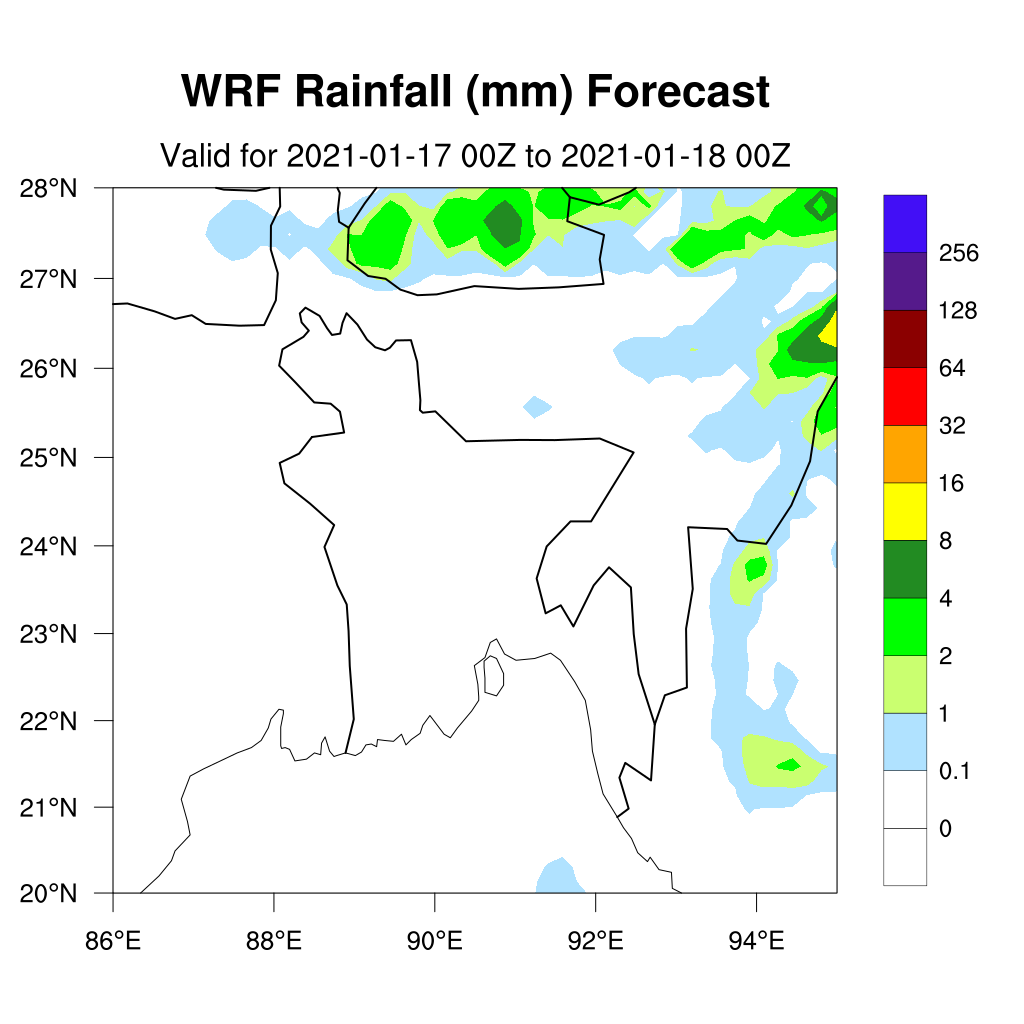 WRF Rainfall (mm) Forecast
Valid for 2021-01-17 00Z to 2021-01-18 00Z
28°N
27°N
26°N
25°N
24°N
23°N
22°N
21°N
20°N
86°E 88°E 90°E 92°E 94°E
256
128
64
32
16
8
4
2
1
0.1
0